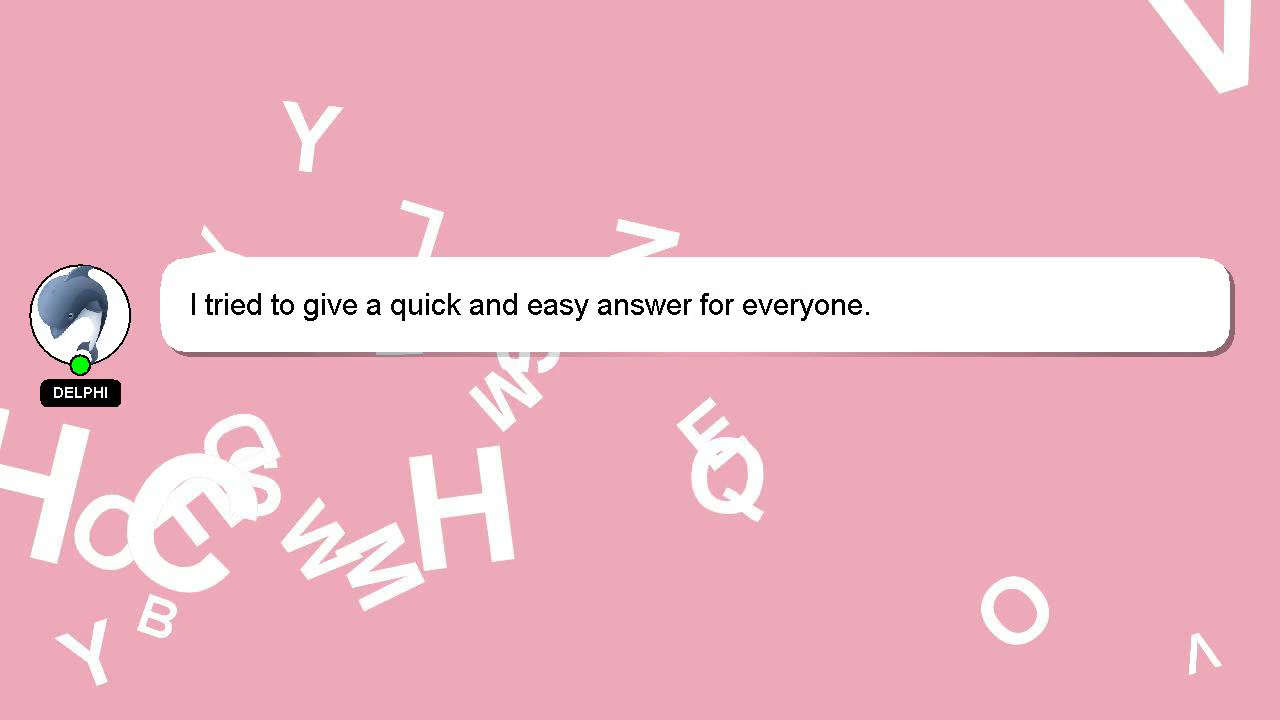 I tried to give a quick and easy answer for everyone.
DELPHI
V
Y
Y
L
Z
S
W
E
Q
H
O
C
G
S
W
M
H
B
Y
O
V